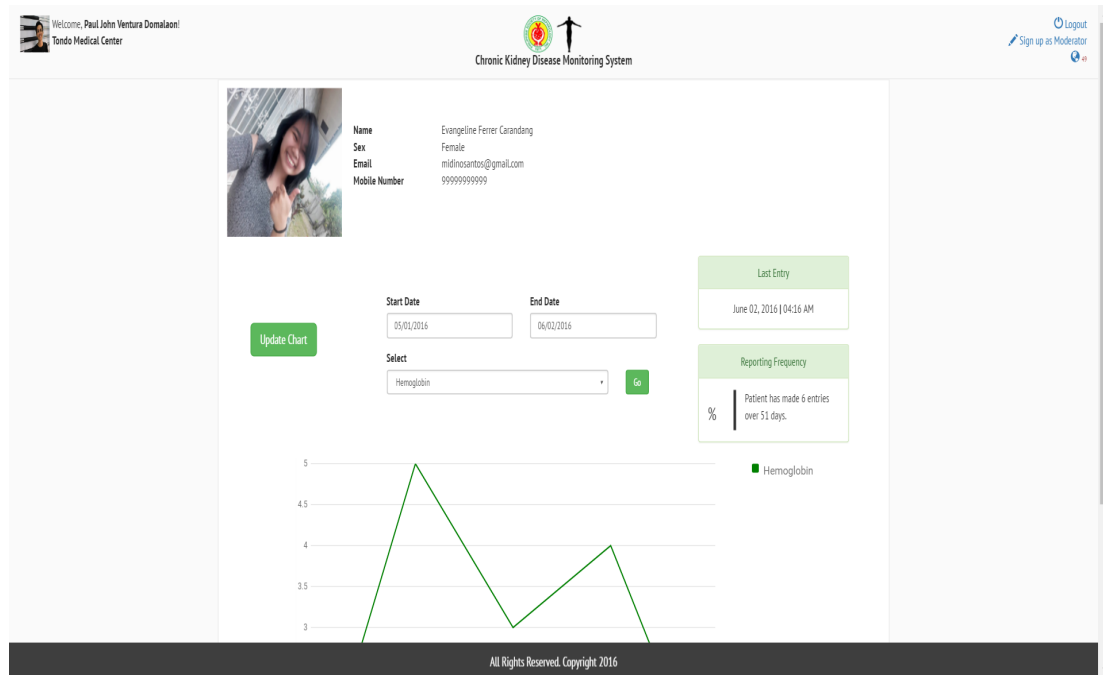 Welcome, Paul John Ventura Domalaon!
Tondo Medical Center
Chronic Kidney Disease Monitoring System
Logout
Sign up as Moderator
49
Name Evangeline Ferrer Carandang
Sex Female
Email midinosantos@gmail.com
Mobile Number 99999999999
Last Entry
June 02, 2016 | 04:16 AM
Start Date End Date
05/01/2016 06/02/2016
Update Chart
Select
Hemoglobin Go
Reporting Frequency
% Patient has made 6 entries
over 51 days.
Hemoglobin
5
4.5
4
3.5
3
All Rights Reserved. Copyright 2016